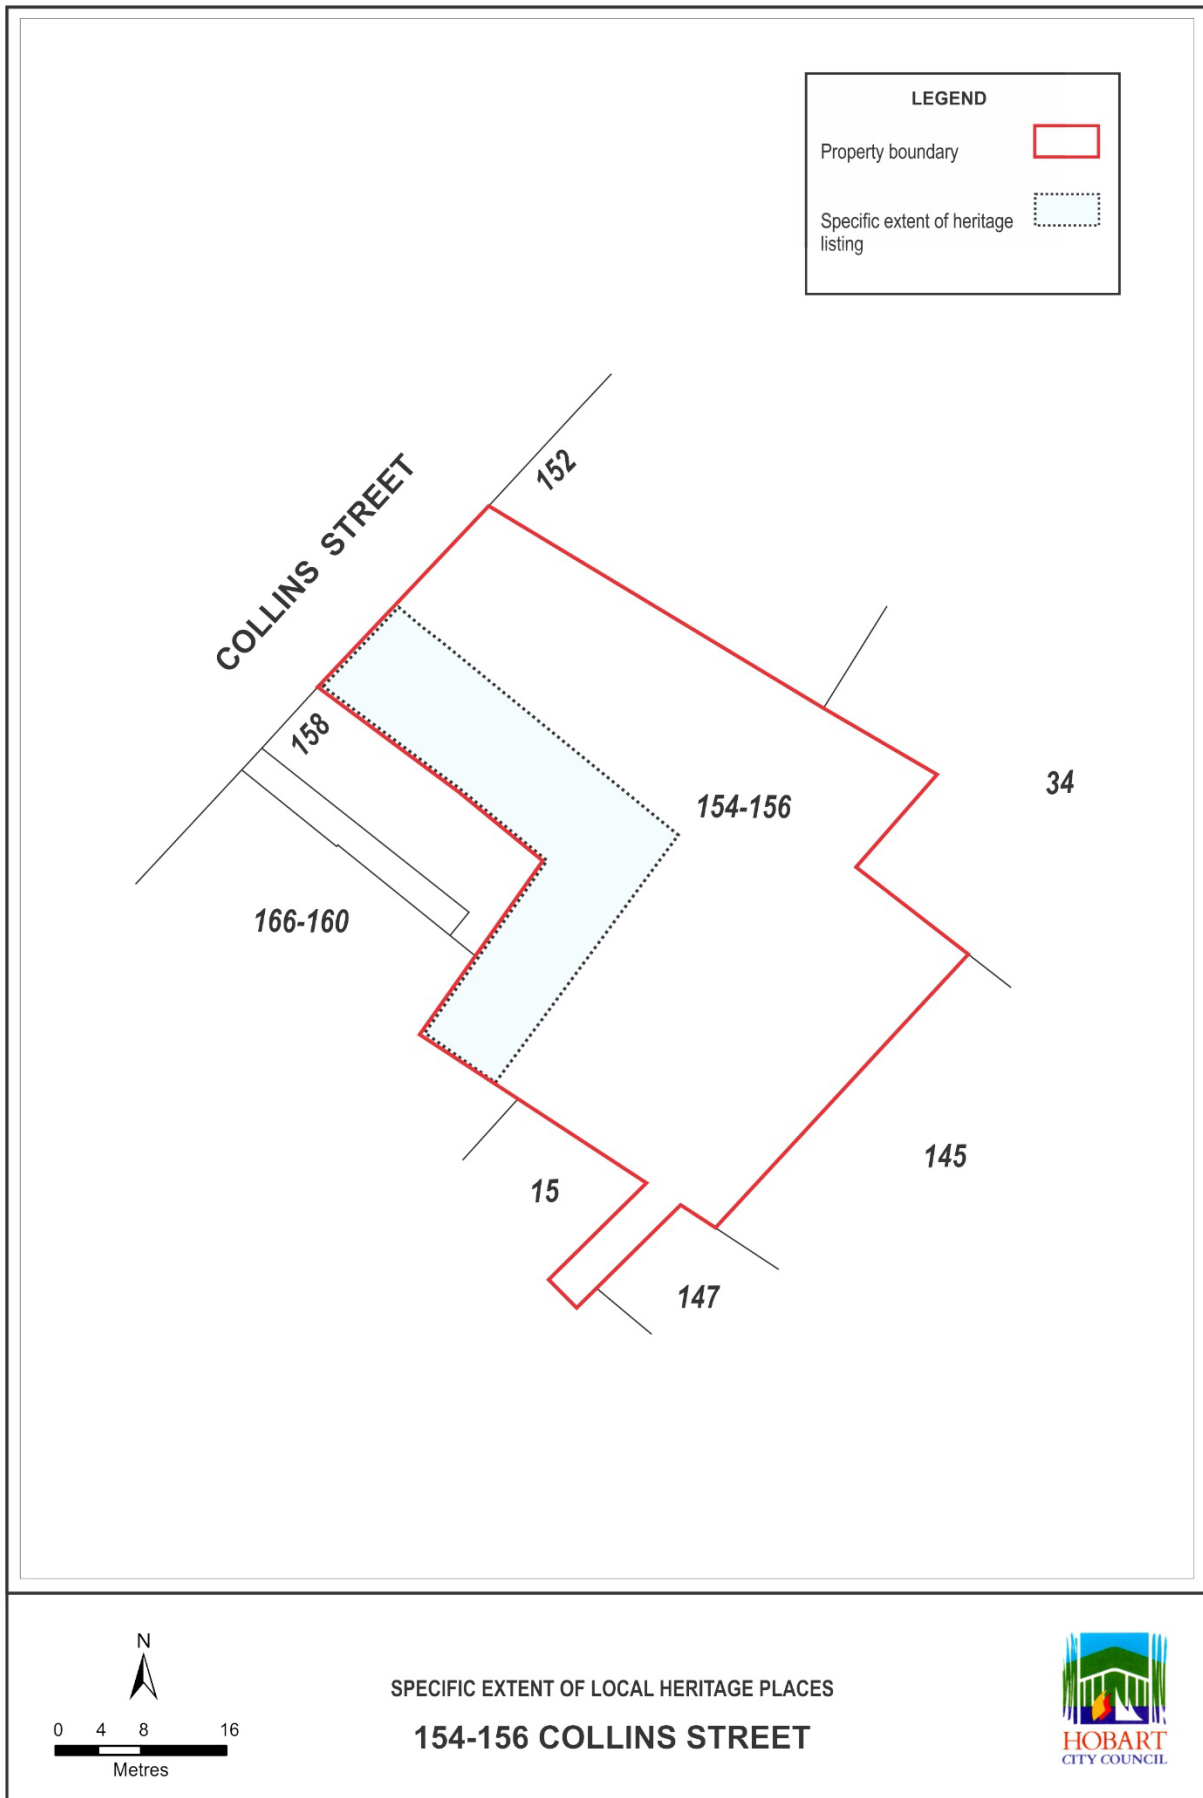 LEGEND
Property boundary
Specific extent of heritage
listing
COLLINS STREET
152
158
154-156
34
166-160
145
15
147
N
0 4 8 16
Metres
SPECIFIC EXTENT OF LOCAL HERITAGE PLACES
154-156 COLLINS STREET
HOBART
CITY COUNCIL